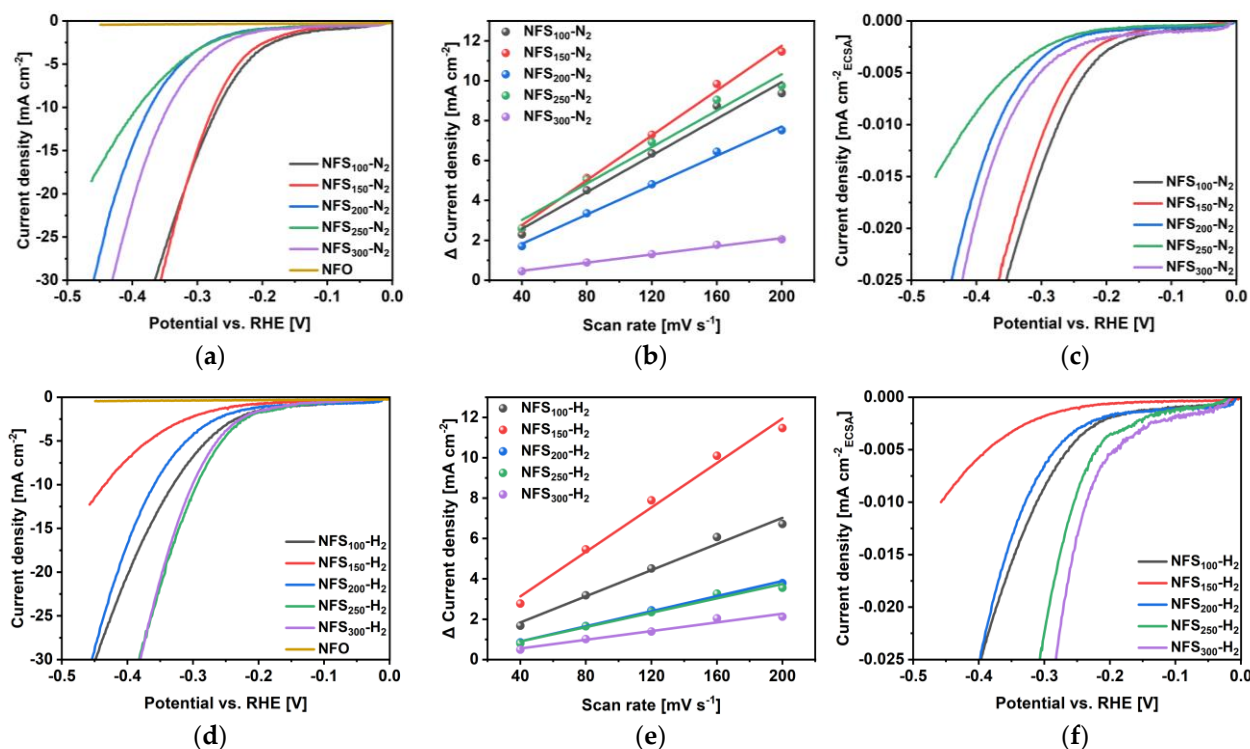 0
-5
-10
-15
-20
-25
-30
-0.5
-0.4
-0.3
-0.2
-0.1
0.0
Current density [mA cm⁻²]
Potential vs. RHE [V]
NFS₁₀₀-N₂
NFS₁₅₀-N₂
NFS₂₀₀-N₂
NFS₂₅₀-N₂
NFS₃₀₀-N₂
NFO
(a)
14
12
10
8
6
4
2
0
40
80
120
160
200
Δ Current density [mA cm⁻²]
Scan rate [mV s⁻¹]
NFS₁₀₀-N₂
NFS₁₅₀-N₂
NFS₂₀₀-N₂
NFS₂₅₀-N₂
NFS₃₀₀-N₂
(b)
0.000
-0.005
-0.010
-0.015
-0.020
-0.025
-0.5
-0.4
-0.3
-0.2
-0.1
0.0
Current density [mA cm⁻²ECSA]
Potential vs. RHE [V]
NFS₁₀₀-N₂
NFS₁₅₀-N₂
NFS₂₀₀-N₂
NFS₂₅₀-N₂
NFS₃₀₀-N₂
(c)
0
-5
-10
-15
-20
-25
-30
-0.5
-0.4
-0.3
-0.2
-0.1
0.0
Current density [mA cm⁻²]
Potential vs. RHE [V]
NFS₁₀₀-H₂
NFS₁₅₀-H₂
NFS₂₀₀-H₂
NFS₂₅₀-H₂
NFS₃₀₀-H₂
NFO
(d)
12
10
8
6
4
2
0
40
80
120
160
200
Δ Current density [mA cm⁻²]
Scan rate [mV s⁻¹]
NFS₁₀₀-H₂
NFS₁₅₀-H₂
NFS₂₀₀-H₂
NFS₂₅₀-H₂
NFS₃₀₀-H₂
(e)
0.000
-0.005
-0.010
-0.015
-0.020
-0.025
-0.5
-0.4
-0.3
-0.2
-0.1
0.0
Current density [mA cm⁻²ECSA]
Potential vs. RHE [V]
NFS₁₀₀-H₂
NFS₁₅₀-H₂
NFS₂₀₀-H₂
NFS₂₅₀-H₂
NFS₃₀₀-H₂
(f)